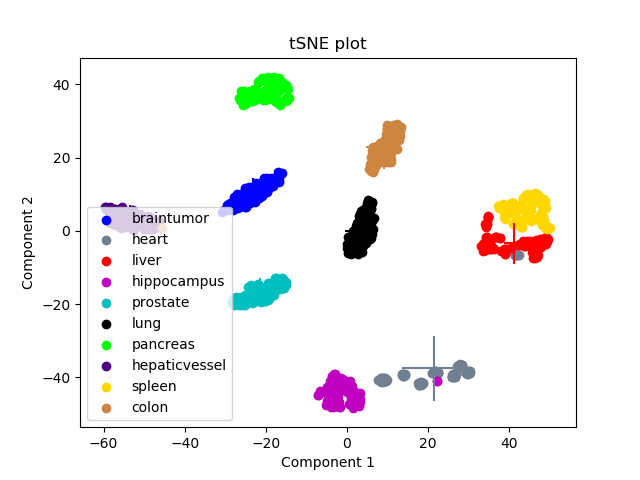 tSNE plot
Component 2
40
20
0
−20
−40
braintumor
heart
liver
hippocampus
prostate
lung
pancreas
hepaticvessel
spleen
colon
−60
−40
−20
0
20
40
Component 1